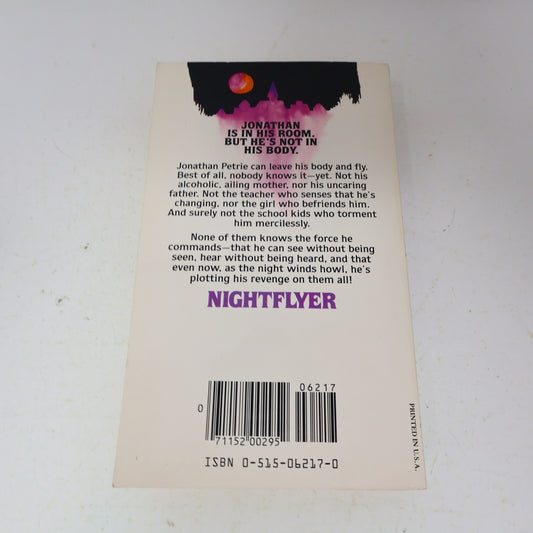 JONATHAN
IS IN HIS ROOM.
BUT HE'S NOT IN
HIS BODY.
Jonathan Petrie can leave his body and fly.
Best of all, nobody knows it—yet. Not his
alcoholic, ailing mother, nor his uncaring
father. Not the teacher who senses that he's
changing, nor the girl who befriends him.
And surely not the school kids who torment
him mercilessly.
None of them knows the force he
commands—that he can see without being
seen, hear without being heard, and that
even now, as the night winds howl, he's
plotting his revenge on them all!
NIGHTFLYER
06217
0
71152 00295
ISBN 0-515-06217-0
PRINTED IN U.S.A.